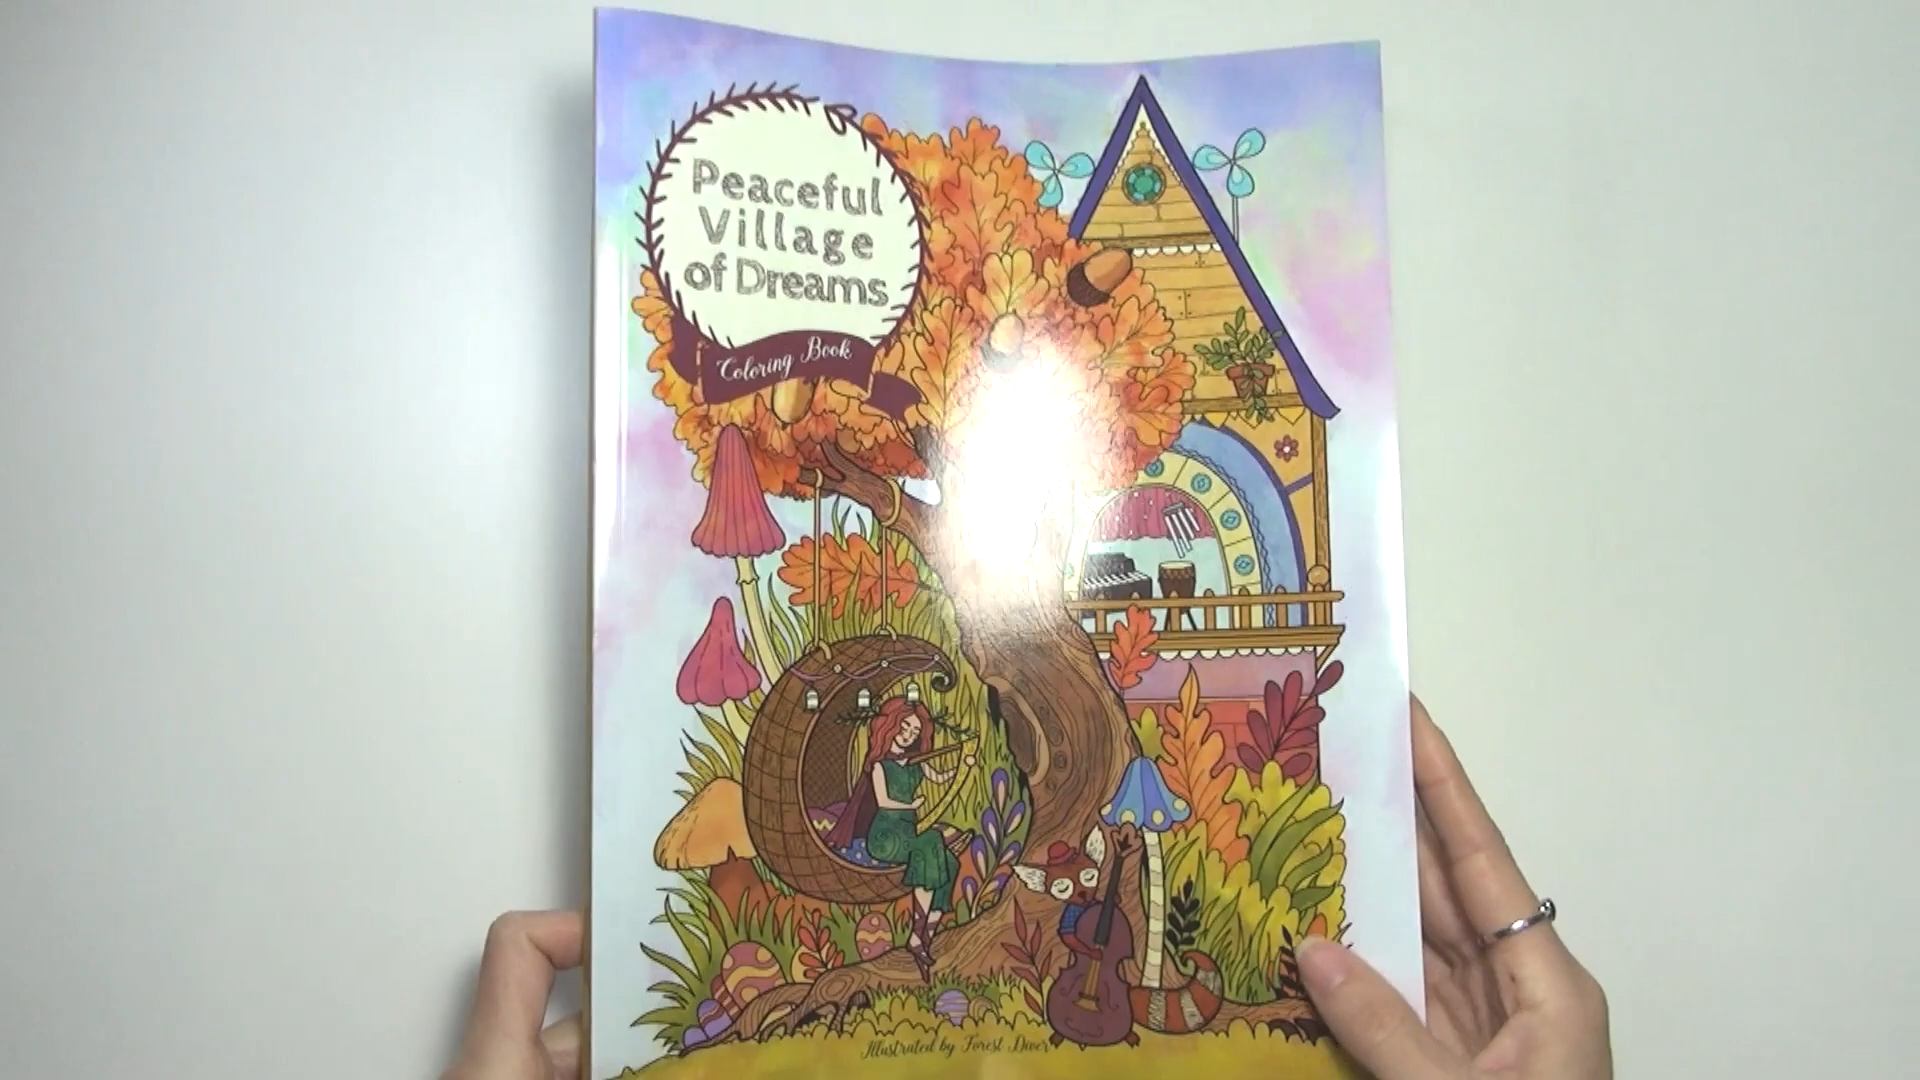 Peaceful
Village
of Dreams
Coloring Book
Illustrated by Forest Diver